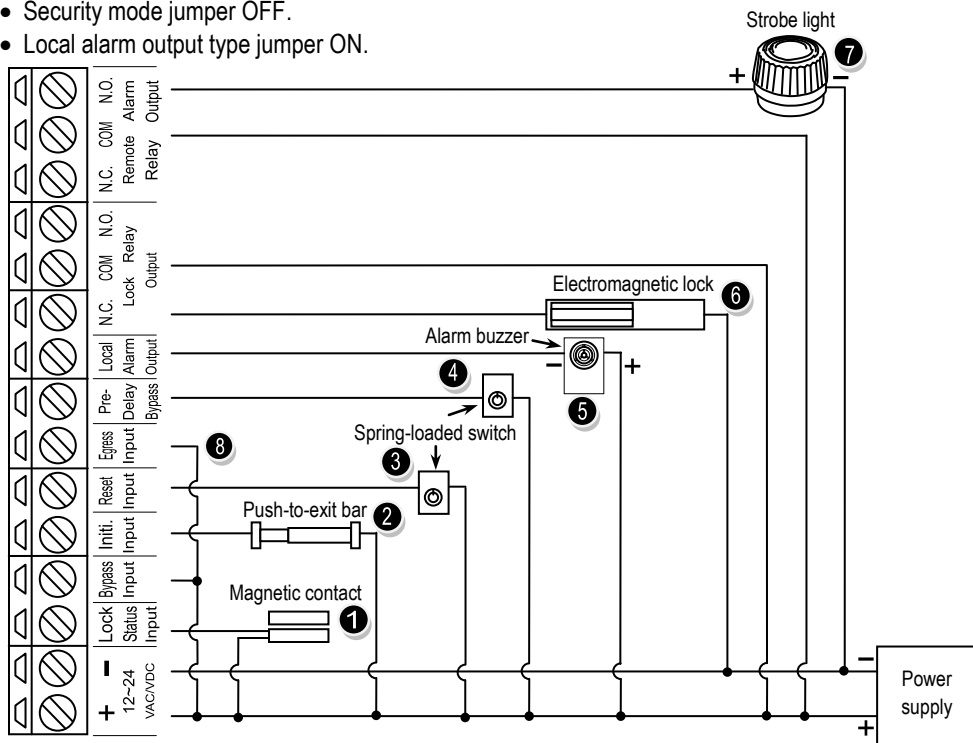 • Security mode jumper OFF.
• Local alarm output type jumper ON.
Strobe light
7
+
−
N.O.
COM
N.C.
Remote Alarm
Relay Output
N.O.
COM
N.C.
Lock Relay
Output
Electromagnetic lock
6
Local
Alarm
Output
Alarm buzzer
−
+
5
Pre-
Delay
Bypass
4
Spring-loaded switch
Egress
Input
8
3
Reset
Input
Initi.
Input
Push-to-exit bar
2
Bypass
Input
Lock
Status
Input
Magnetic contact
1
+ −
12~24
VAC/VDC
−
Power
supply
+